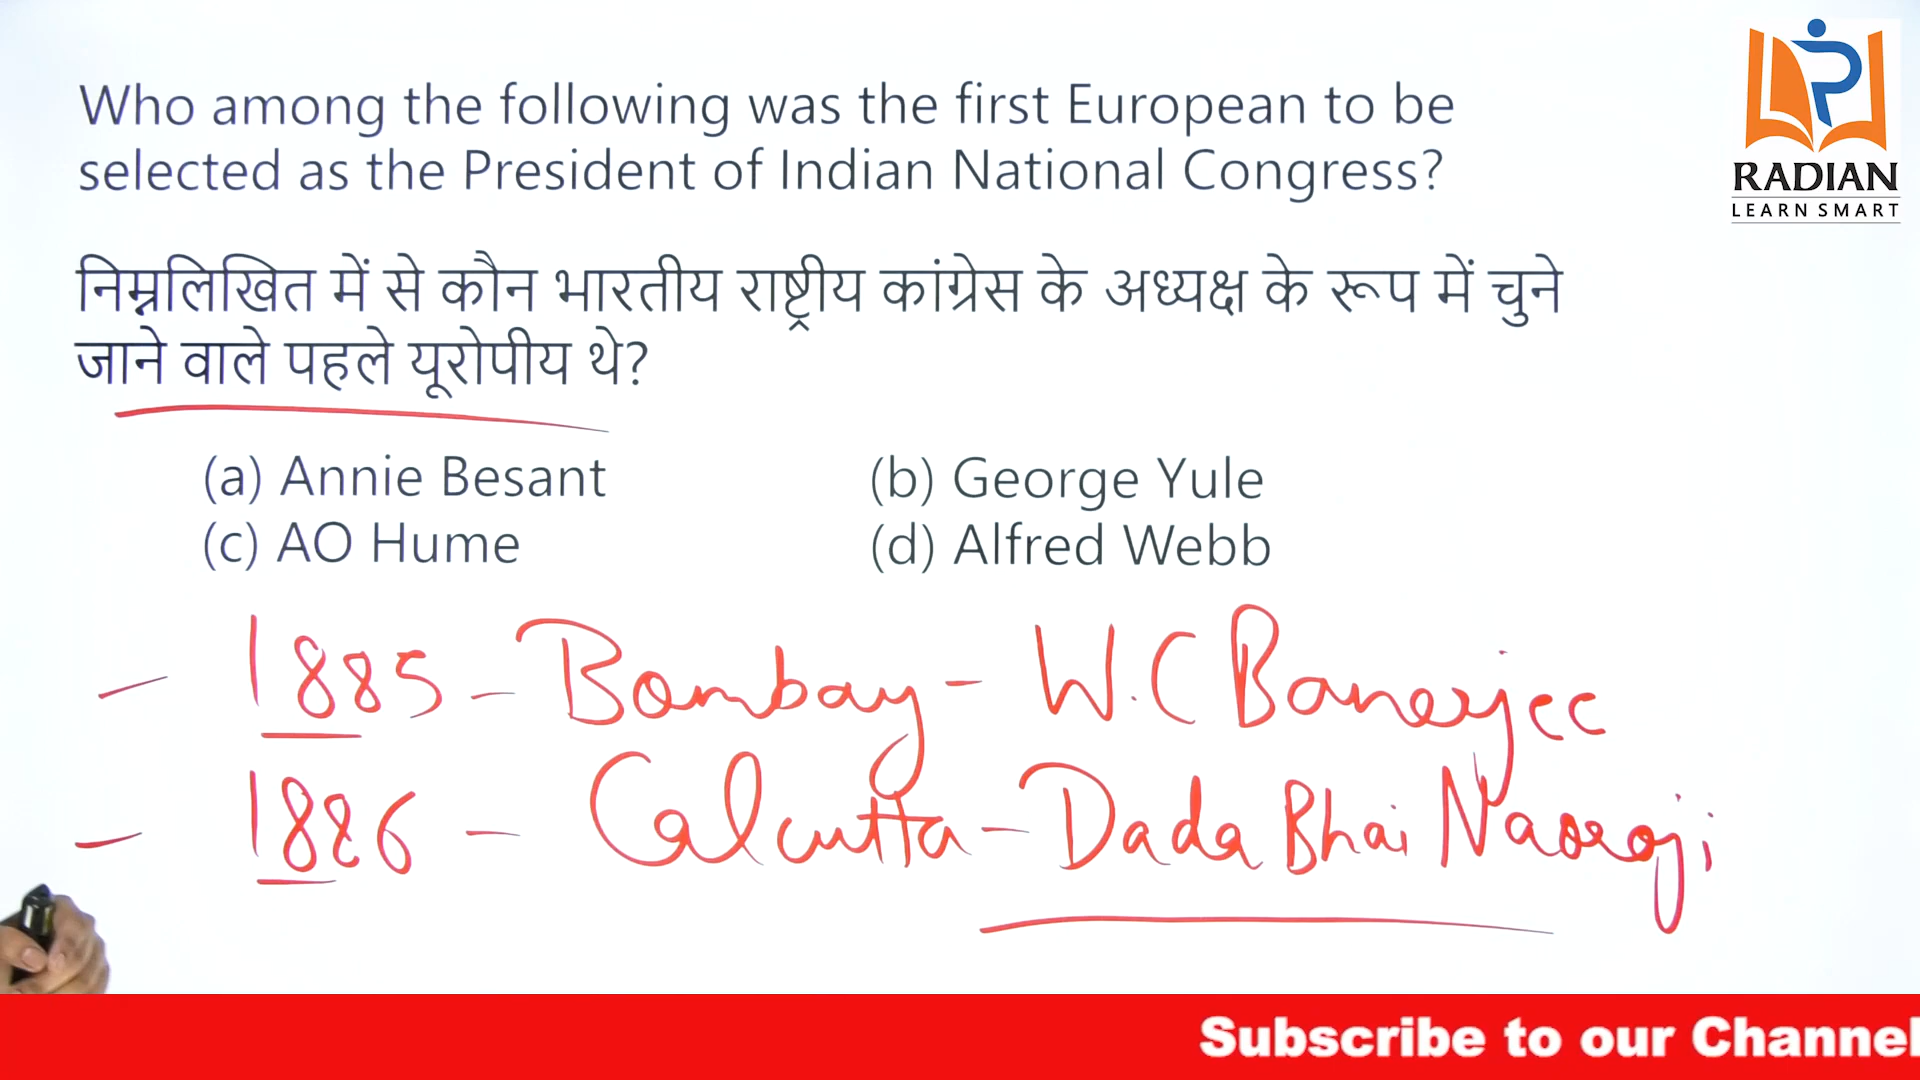 Who among the following was the first European to be
selected as the President of Indian National Congress?
RADIAN
LEARN SMART
निम्नलिखित में से कौन भारतीय राष्ट्रीय कांग्रेस के अध्यक्ष के रूप में चुने
जाने वाले पहले यूरोपीय थे?
(a) Annie Besant (b) George Yule
(c) AO Hume (d) Alfred Webb
- 1885 - Bombay - W.C Banerjee
- 1886 - Calcutta - Dada Bhai Naoroji
Subscribe to our Channel